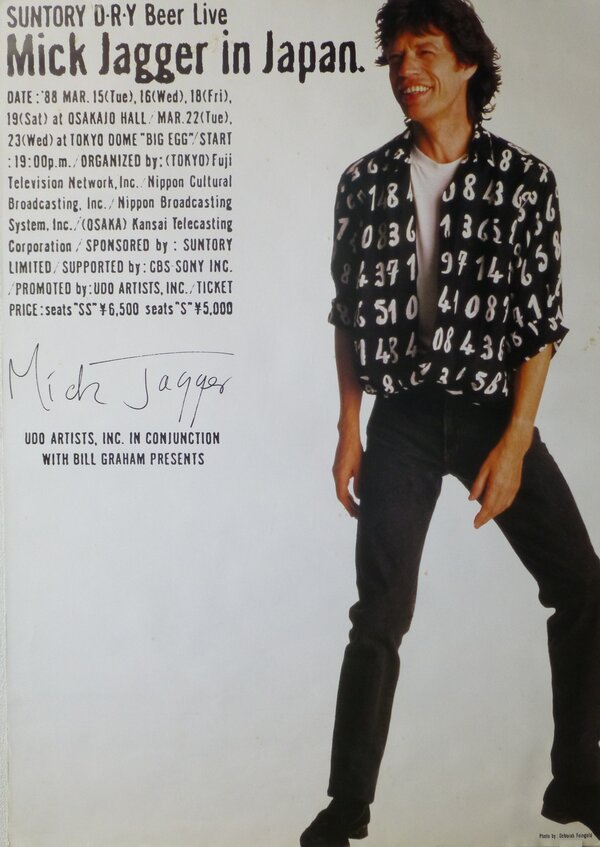 SUNTORY D·R·Y Beer Live
Mick Jagger in Japan.
DATE : '88 MAR. 15(Tue), 16(Wed), 18(Fri),
19(Sat) at OSAKAJO HALL / MAR. 22(Tue),
23(Wed) at TOKYO DOME "BIG EGG" / START
: 19:00p.m. / ORGANIZED by : (TOKYO) Fuji
Television Network, Inc. / Nippon Cultural
Broadcasting, Inc. / Nippon Broadcasting
System, Inc. / (OSAKA) Kansai Telecasting
Corporation / SPONSORED by : SUNTORY
LIMITED / SUPPORTED by : CBS SONY INC.
/ PROMOTED by : UDO ARTISTS, INC. / TICKET
PRICE : seats "SS" ¥6,500 seats "S" ¥5,000
Mick Jagger
UDO ARTISTS, INC. IN CONJUNCTION
WITH BILL GRAHAM PRESENTS
Photo by : Deborah Feingold